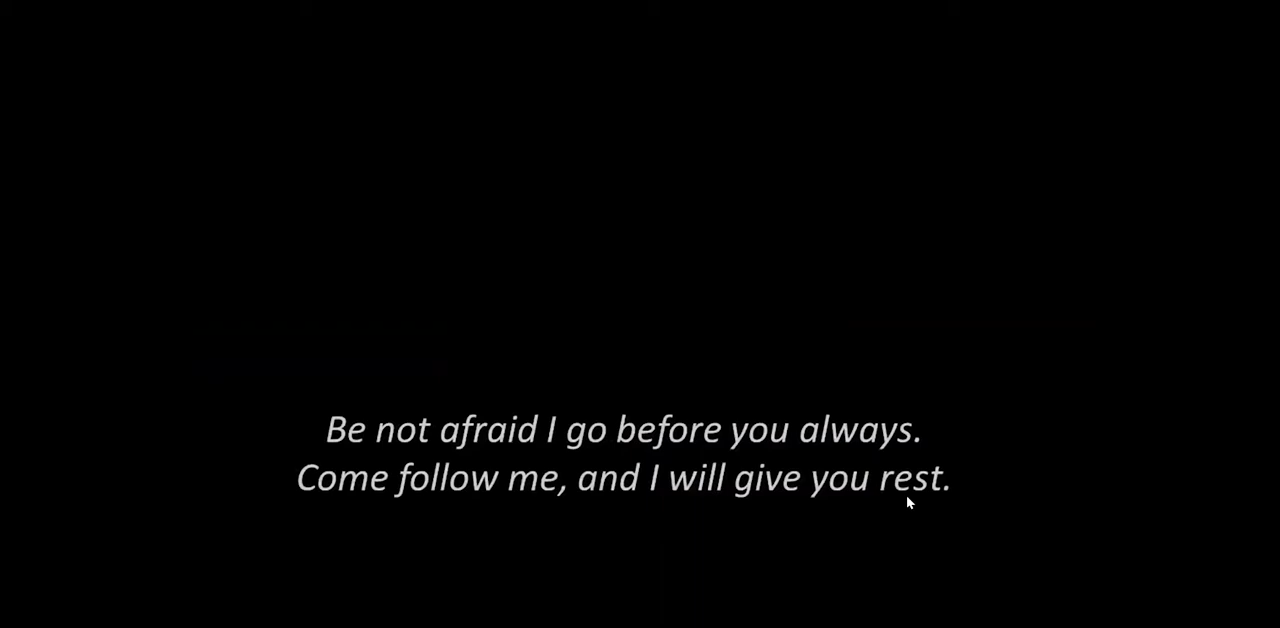 Be not afraid I go before you always.
Come follow me, and I will give you rest.